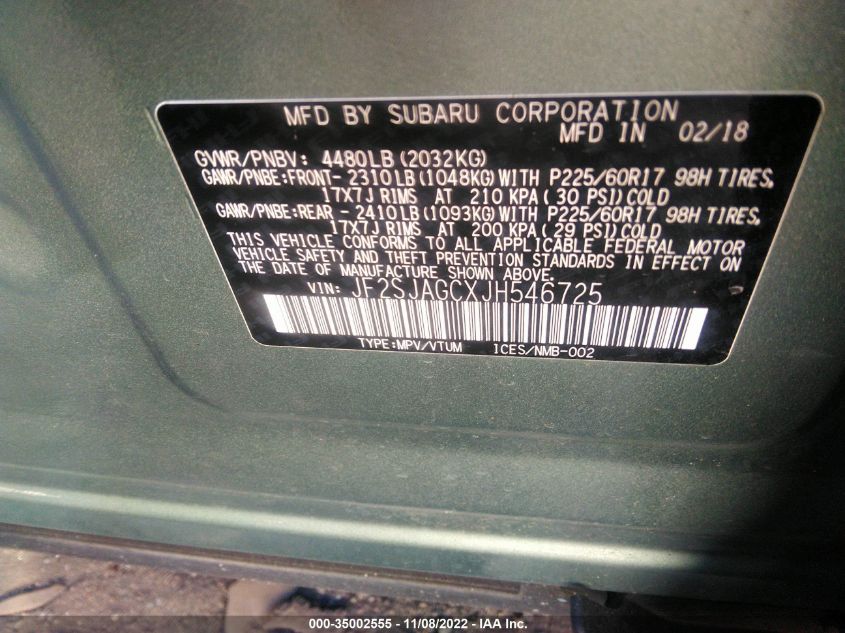 MFD BY SUBARU CORPORATION
MFD IN 02/18
GVWR/PNBV: 4480LB (2032KG)
GAWR/PNBE:FRONT- 2310LB (1048KG) WITH P225/60R17 98H TIRES,
17X7J RIMS AT 210 KPA ( 30 PSI) COLD
GAWR/PNBE:REAR - 2410LB (1093KG) WITH P225/60R17 98H TIRES,
17X7J RIMS AT 200 KPA ( 29 PSI) COLD
THIS VEHICLE CONFORMS TO ALL APPLICABLE FEDERAL MOTOR
VEHICLE SAFETY AND THEFT PREVENTION STANDARDS IN EFFECT ON
THE DATE OF MANUFACTURE SHOWN ABOVE.
VIN: JF2SJAGCXJH546725
TYPE:MPV/VTUM ICES/NMB-002
000-35002555 - 11/08/2022 - IAA Inc.